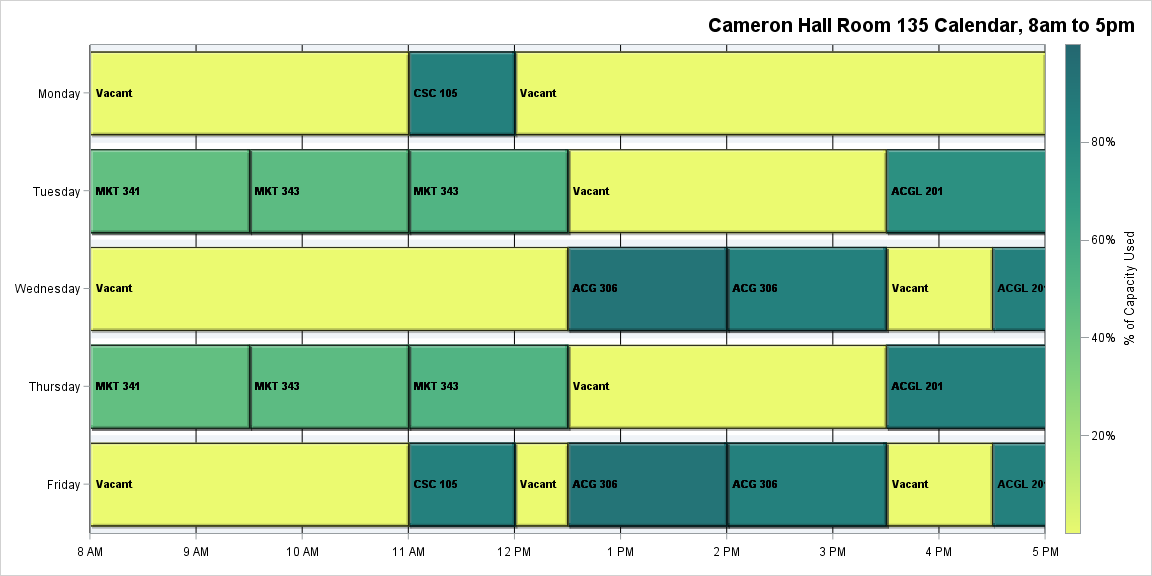 Cameron Hall Room 135 Calendar, 8am to 5pm
Monday
Vacant
CSC 105
Vacant
Tuesday
MKT 341
MKT 343
MKT 343
Vacant
ACGL 201
Wednesday
Vacant
ACG 306
ACG 306
Vacant
ACGL 20
Thursday
MKT 341
MKT 343
MKT 343
Vacant
ACGL 201
Friday
Vacant
CSC 105
Vacant
ACG 306
ACG 306
Vacant
ACGL 20
8 AM
9 AM
10 AM
11 AM
12 PM
1 PM
2 PM
3 PM
4 PM
5 PM
80%
60%
40%
20%
% of Capacity Used